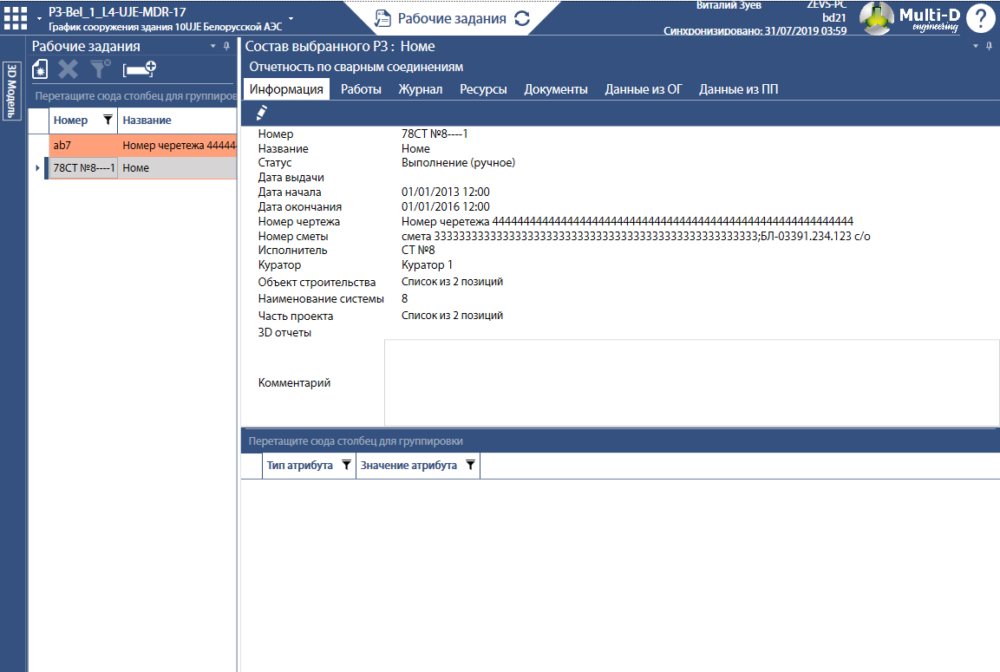 P3-Bel_1_L4-UJE-MDR-17
График сооружения здания 10UJE Белорусской АЭС
Рабочие задания
Виталий Зуев
ZEVS-PC
bd21
Синхронизировано: 31/07/2019 03:59
Multi-D
engineering
?
3D Модель
Рабочие задания
Состав выбранного РЗ : Номе
Отчетность по сварным соединениям
Информация Работы Журнал Ресурсы Документы Данные из ОГ Данные из ПП
Перетащите сюда столбец для группиров
Номер Название
ab7 Номер черетежа 44444
78СТ №8----1 Номе
Номер 78СТ №8----1
Название Номе
Статус Выполнение (ручное)
Дата выдачи
Дата начала 01/01/2013 12:00
Дата окончания 01/01/2016 12:00
Номер чертежа Номер черетежа 4444444444444444444444444444444444444444444444444444444444
Номер сметы смета 3333333333333333333333333333333333333333333333333333;БЛ-03391.234.123 с/о
Исполнитель СТ №8
Куратор Куратор 1
Объект строительства Список из 2 позиций
Наименование системы 8
Часть проекта Список из 2 позиций
3D отчеты
Комментарий
Перетащите сюда столбец для группировки
Тип атрибута Значение атрибута